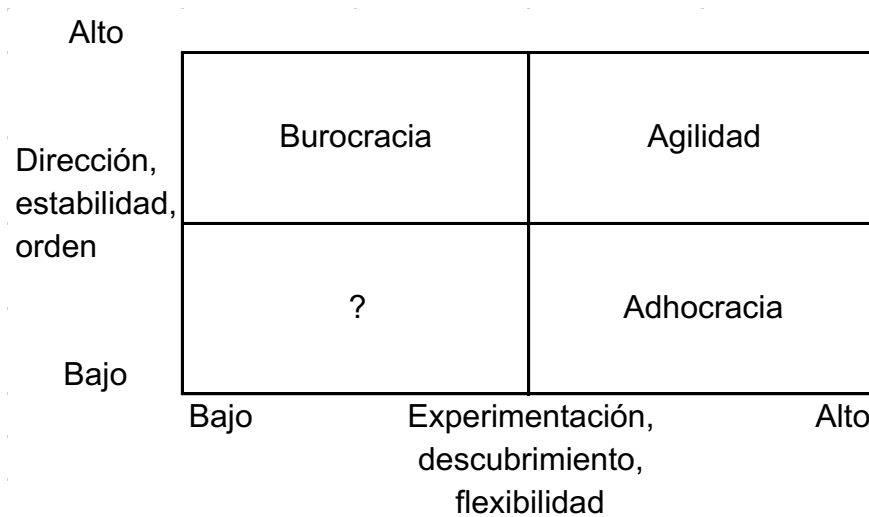 Alto
Burocracia
Agilidad
Dirección,
estabilidad,
orden
?
Adhocracia
Bajo
Bajo
Experimentación,
descubrimiento,
flexibilidad
Alto